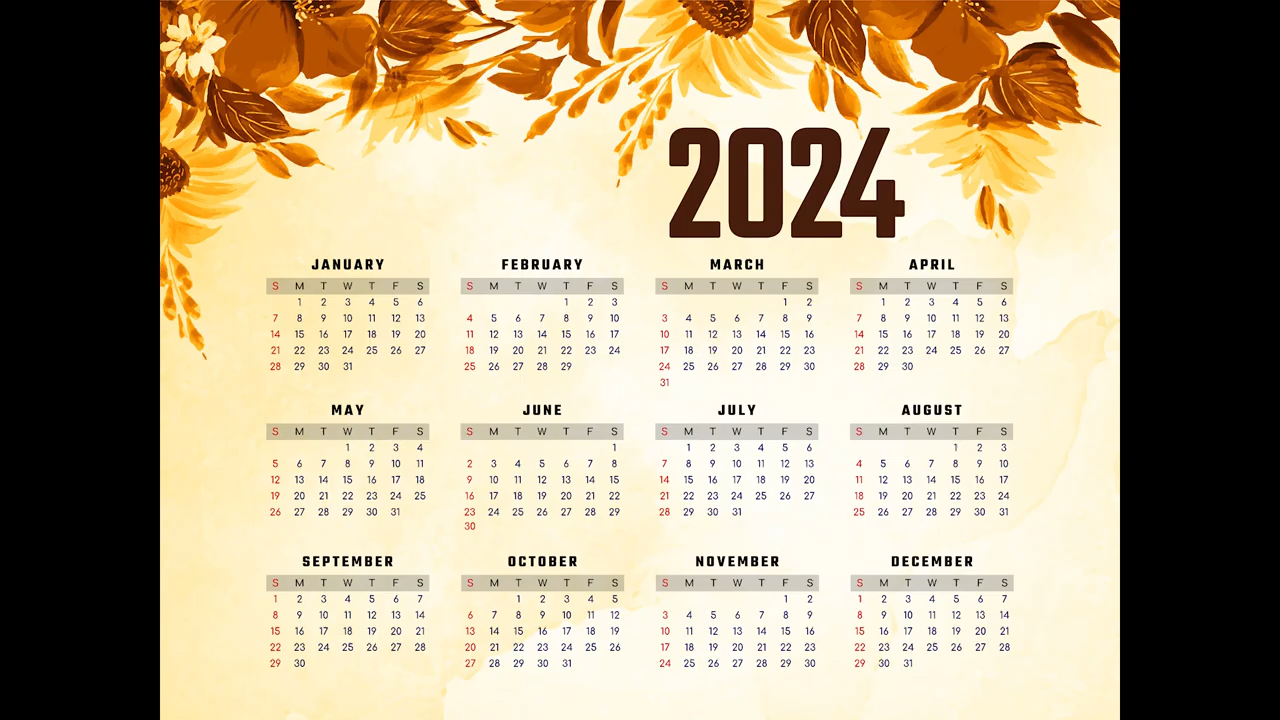 2024
JANUARY
S M T W T F S
1 2 3 4 5 6
7 8 9 10 11 12 13
14 15 16 17 18 19 20
21 22 23 24 25 26 27
28 29 30 31
FEBRUARY
S M T W T F S
1 2 3
4 5 6 7 8 9 10
11 12 13 14 15 16 17
18 19 20 21 22 23 24
25 26 27 28 29
MARCH
S M T W T F S
1 2
3 4 5 6 7 8 9
10 11 12 13 14 15 16
17 18 19 20 21 22 23
24 25 26 27 28 29 30
31
APRIL
S M T W T F S
1 2 3 4 5 6
7 8 9 10 11 12 13
14 15 16 17 18 19 20
21 22 23 24 25 26 27
28 29 30
MAY
S M T W T F S
1 2 3 4
5 6 7 8 9 10 11
12 13 14 15 16 17 18
19 20 21 22 23 24 25
26 27 28 29 30 31
JUNE
S M T W T F S
1
2 3 4 5 6 7 8
9 10 11 12 13 14 15
16 17 18 19 20 21 22
23 24 25 26 27 28 29
30
JULY
S M T W T F S
1 2 3 4 5 6
7 8 9 10 11 12 13
14 15 16 17 18 19 20
21 22 23 24 25 26 27
28 29 30 31
AUGUST
S M T W T F S
1 2 3
4 5 6 7 8 9 10
11 12 13 14 15 16 17
18 19 20 21 22 23 24
25 26 27 28 29 30 31
SEPTEMBER
S M T W T F S
1 2 3 4 5 6 7
8 9 10 11 12 13 14
15 16 17 18 19 20 21
22 23 24 25 26 27 28
29 30
OCTOBER
S M T W T F S
1 2 3 4 5
6 7 8 9 10 11 12
13 14 15 16 17 18 19
20 21 22 23 24 25 26
27 28 29 30 31
NOVEMBER
S M T W T F S
1 2
3 4 5 6 7 8 9
10 11 12 13 14 15 16
17 18 19 20 21 22 23
24 25 26 27 28 29 30
DECEMBER
S M T W T F S
1 2 3 4 5 6 7
8 9 10 11 12 13 14
15 16 17 18 19 20 21
22 23 24 25 26 27 28
29 30 31